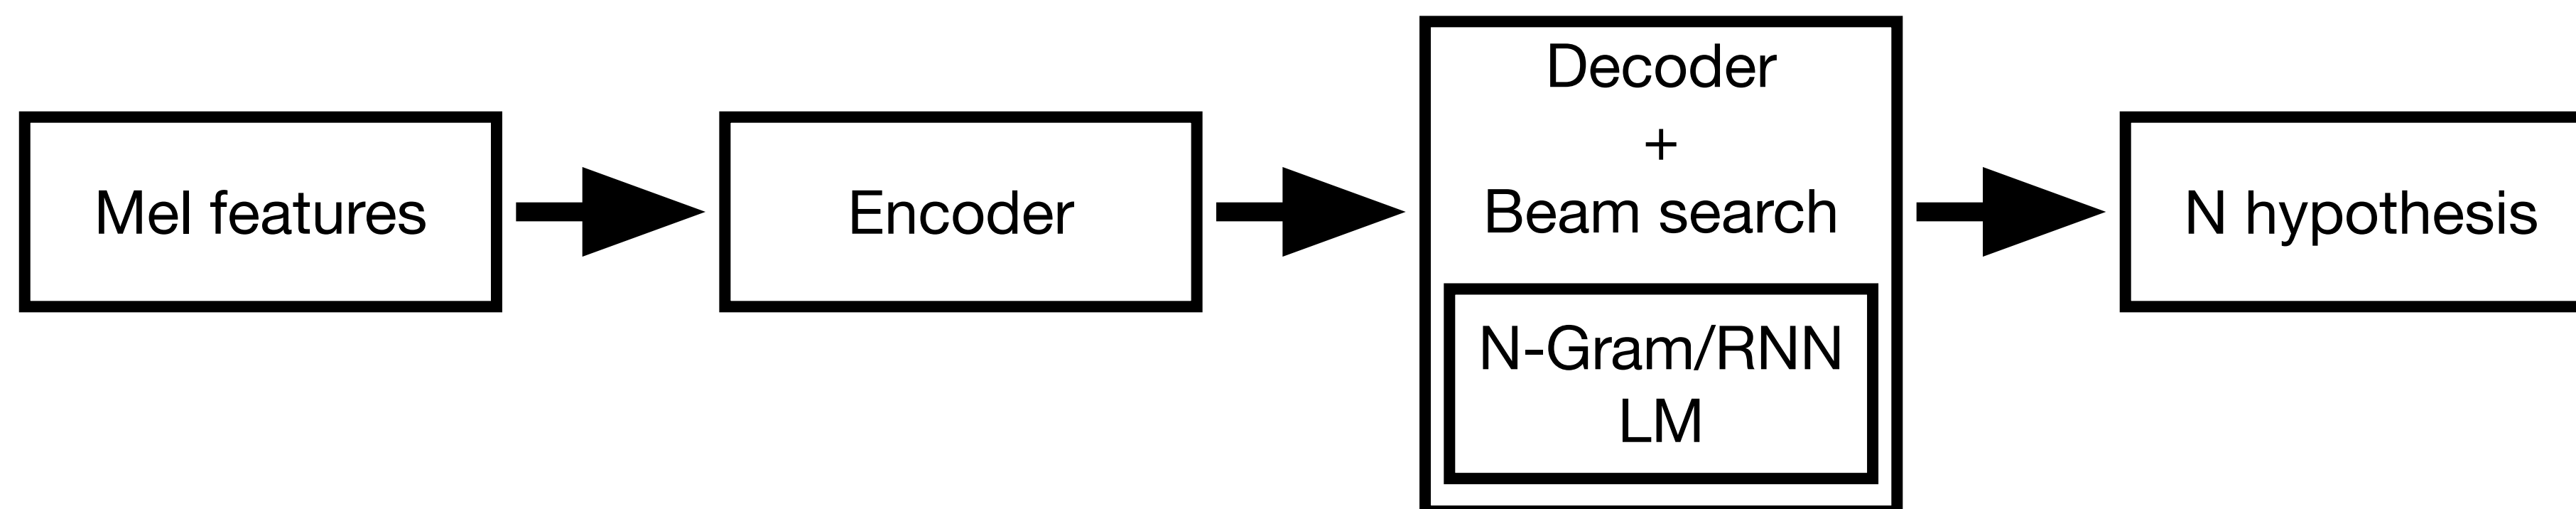 Mel features
Encoder
Decoder
+
Beam search
N-Gram/RNN
LM
N hypothesis